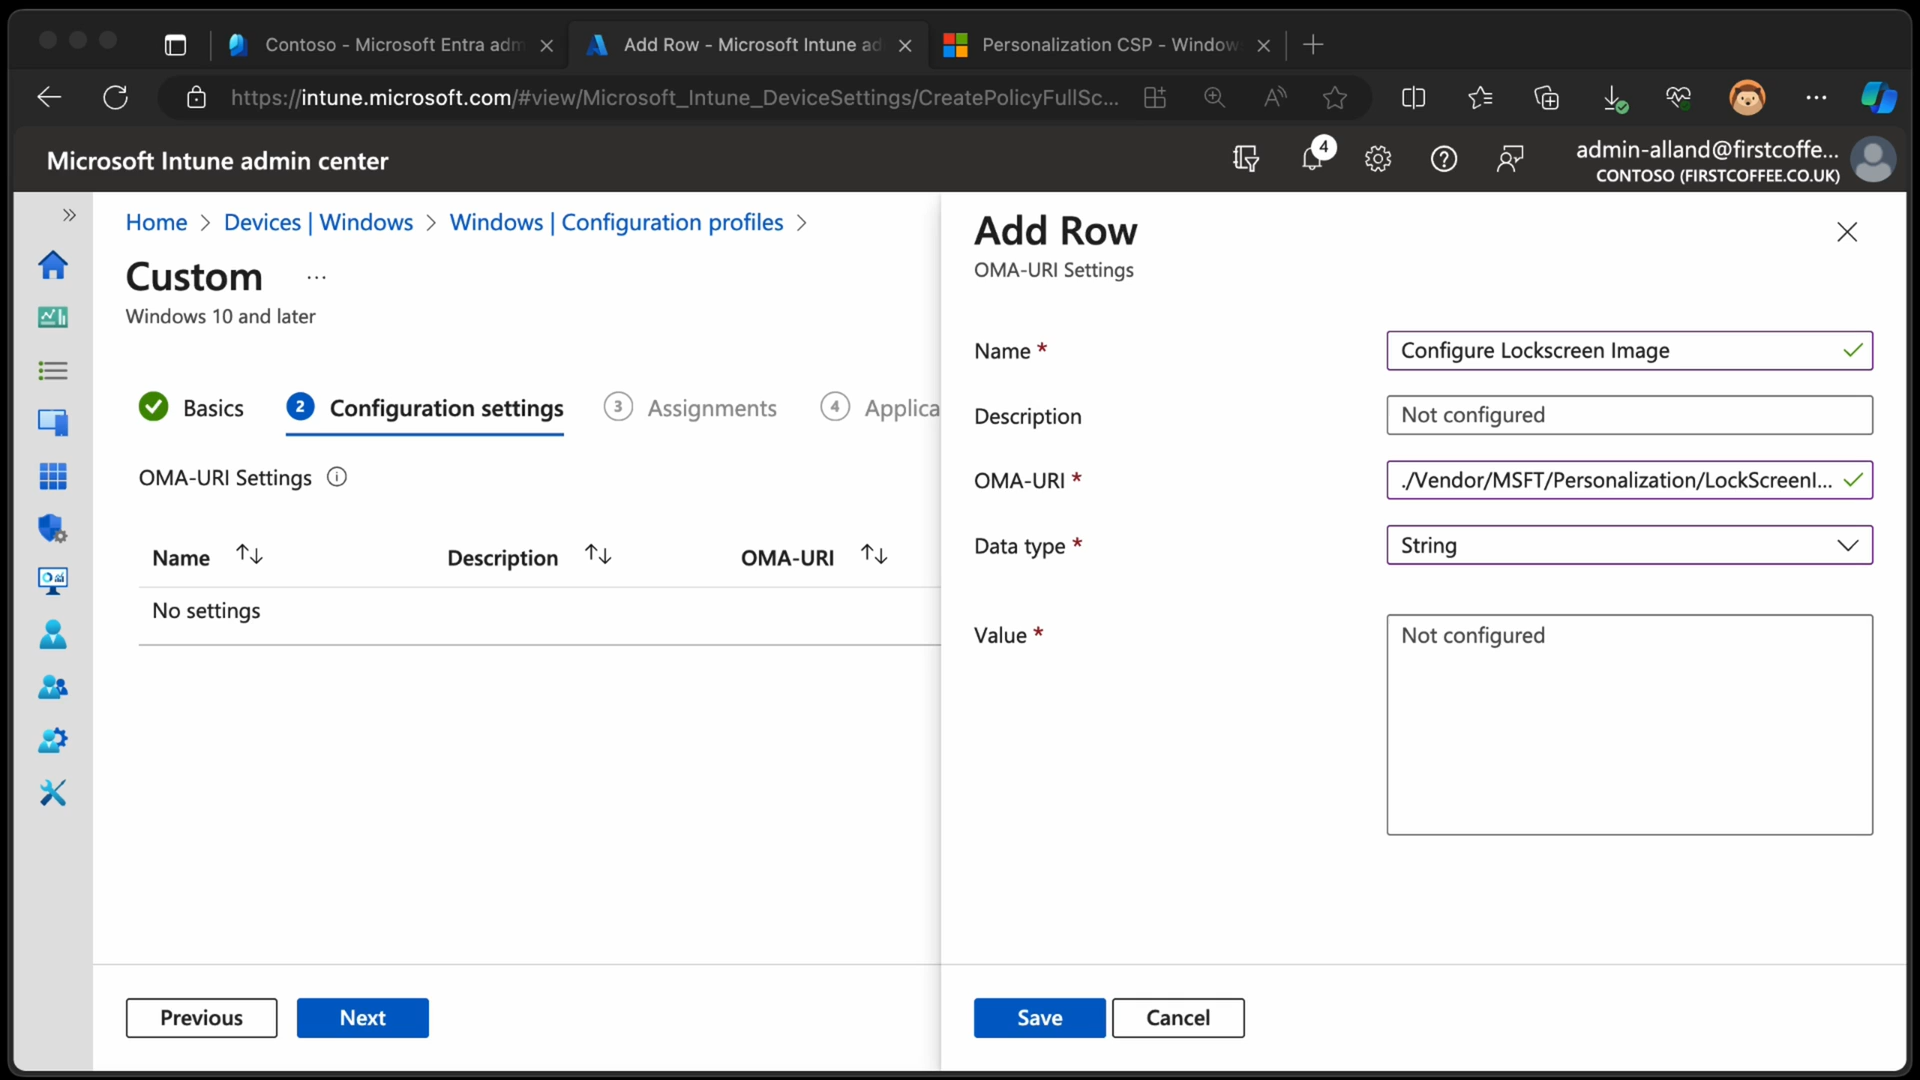 Contoso - Microsoft Entra adm
Add Row - Microsoft Intune ad
Personalization CSP - Window
https://intune.microsoft.com/#view/Microsoft_Intune_DeviceSettings/CreatePolicyFullSc...
Microsoft Intune admin center
4
admin-alland@firstcoffe...
CONTOSO (FIRSTCOFFEE.CO.UK)
Home > Devices | Windows > Windows | Configuration profiles >
Custom ...
Windows 10 and later
Basics
2 Configuration settings
3 Assignments
4 Applica
OMA-URI Settings
Name
Description
OMA-URI
No settings
Previous
Next
Add Row
OMA-URI Settings
Name *
Configure Lockscreen Image
Description
Not configured
OMA-URI *
./Vendor/MSFT/Personalization/LockScreenI...
Data type *
String
Value *
Not configured
Save
Cancel